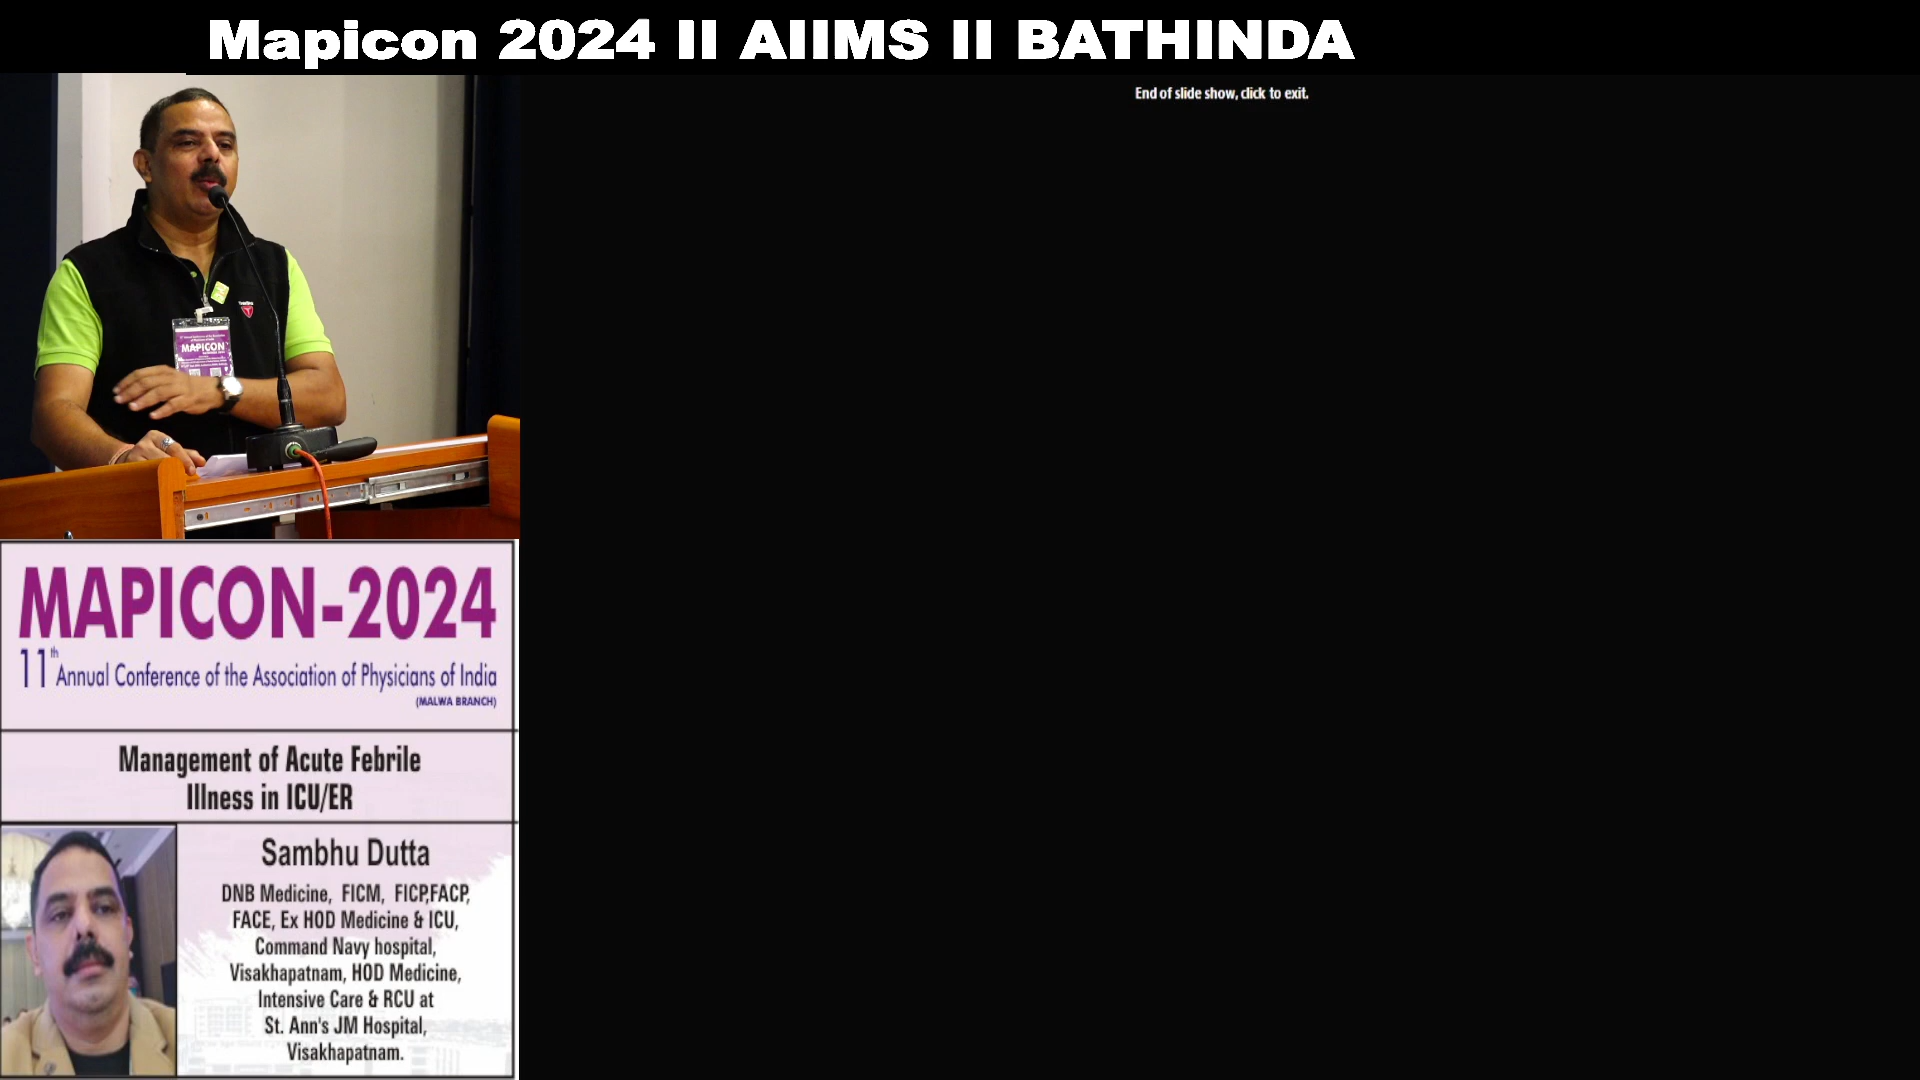 Mapicon 2024 II AIIMS II BATHINDA
End of slide show, click to exit.
MAPICON
MAPICON-2024
11th Annual Conference of the Association of Physicians of India
(MALWA BRANCH)
Management of Acute Febrile
Illness in ICU/ER
Sambhu Dutta
DNB Medicine, FICM, FICP,FACP,
FACE, Ex HOD Medicine & ICU,
Command Navy hospital,
Visakhapatnam, HOD Medicine,
Intensive Care & RCU at
St. Ann's JM Hospital,
Visakhapatnam.